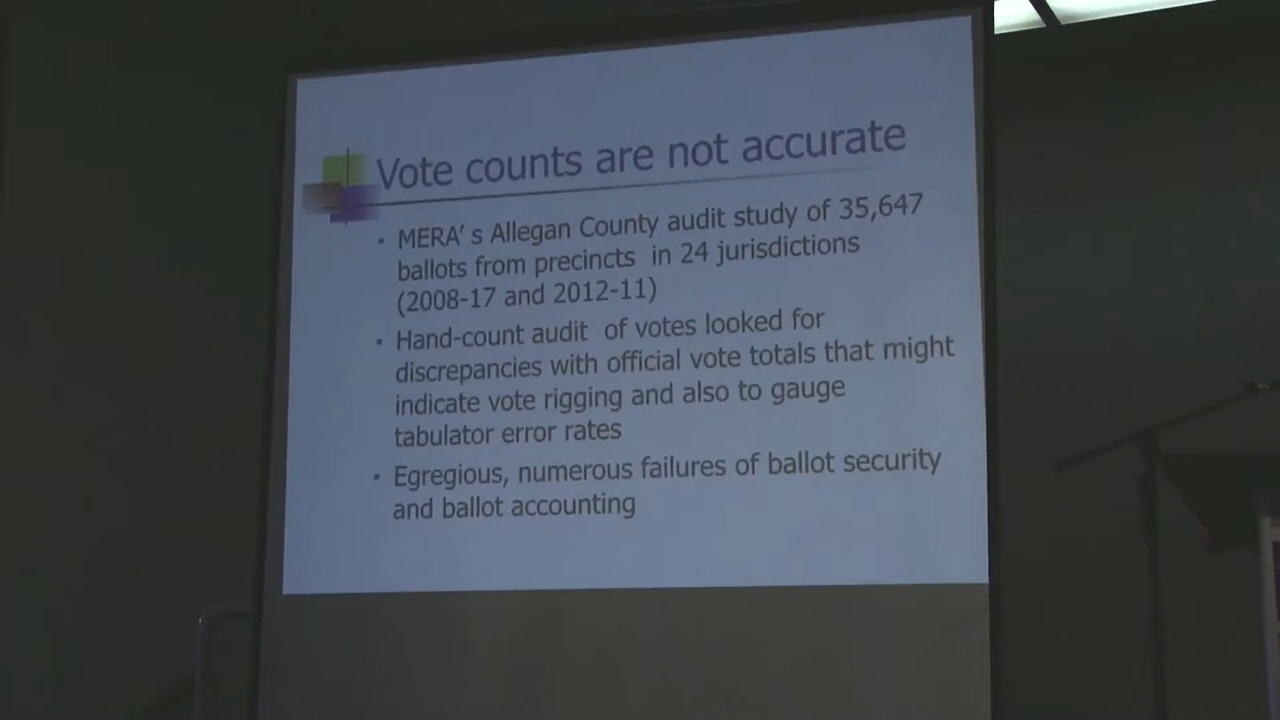 Vote counts are not accurate
▪ MERA' s Allegan County audit study of 35,647
ballots from precincts  in 24 jurisdictions
(2008-17 and 2012-11)
▪ Hand-count audit  of votes looked for
discrepancies with official vote totals that might
indicate vote rigging and also to gauge
tabulator error rates
▪ Egregious, numerous failures of ballot security
and ballot accounting